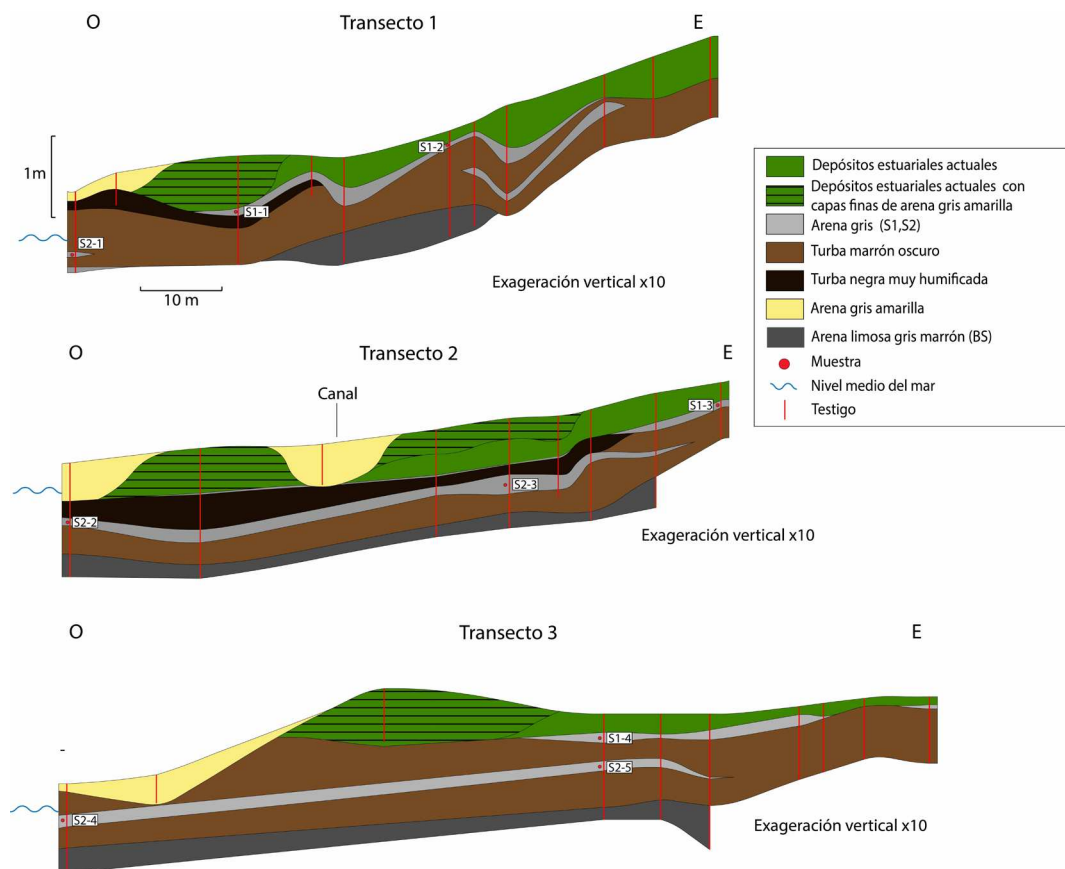 O
Transecto 1
E
1m
S1-2
S1-1
S2-1
10 m
Exageración vertical x10
Depósitos estuariales actuales
Depósitos estuariales actuales con
capas finas de arena gris amarilla
Arena gris (S1,S2)
Turba marrón oscuro
Turba negra muy humificada
Arena gris amarilla
Arena limosa gris marrón (BS)
Muestra
Nivel medio del mar
Testigo
O
Transecto 2
E
Canal
S1-3
S2-3
S2-2
Exageración vertical x10
O
Transecto 3
E
-
S1-4
S2-5
S2-4
Exageración vertical x10